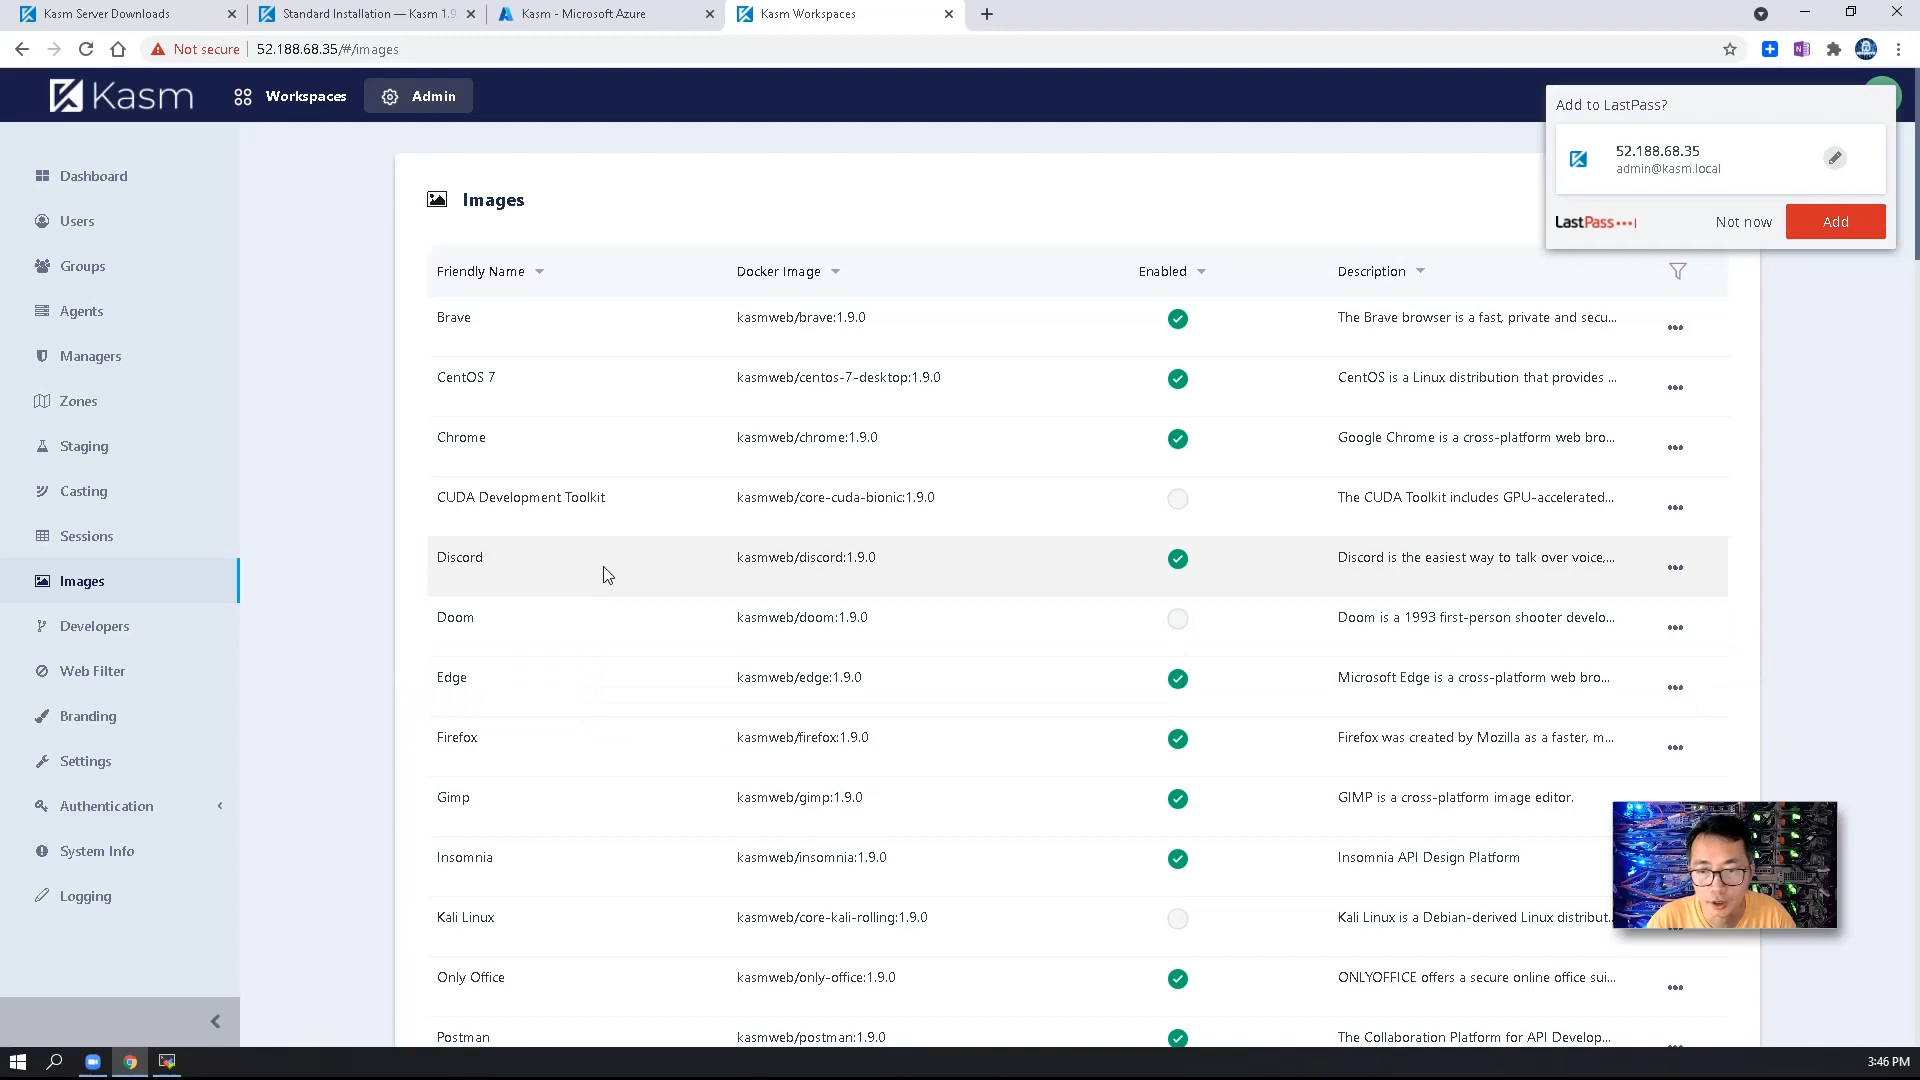 Kasm Server Downloads
Standard Installation — Kasm 1.9.
Kasm - Microsoft Azure
Kasm Workspaces
Not secure
52.188.68.35/#/images
Kasm
Workspaces
Admin
Add to LastPass?
52.188.68.35
admin@kasm.local
LastPass
Not now
Add
Dashboard
Users
Groups
Agents
Managers
Zones
Staging
Casting
Sessions
Images
Developers
Web Filter
Branding
Settings
Authentication
System Info
Logging
Images
Friendly Name Docker Image Enabled Description
Brave kasmweb/brave:1.9.0 The Brave browser is a fast, private and secu...
CentOS 7 kasmweb/centos-7-desktop:1.9.0 CentOS is a Linux distribution that provides ...
Chrome kasmweb/chrome:1.9.0 Google Chrome is a cross-platform web bro...
CUDA Development Toolkit kasmweb/core-cuda-bionic:1.9.0 The CUDA Toolkit includes GPU-accelerated...
Discord kasmweb/discord:1.9.0 Discord is the easiest way to talk over voice,...
Doom kasmweb/doom:1.9.0 Doom is a 1993 first-person shooter develo...
Edge kasmweb/edge:1.9.0 Microsoft Edge is a cross-platform web bro...
Firefox kasmweb/firefox:1.9.0 Firefox was created by Mozilla as a faster, m...
Gimp kasmweb/gimp:1.9.0 GIMP is a cross-platform image editor.
Insomnia kasmweb/insomnia:1.9.0 Insomnia API Design Platform
Kali Linux kasmweb/core-kali-rolling:1.9.0 Kali Linux is a Debian-derived Linux distribut...
Only Office kasmweb/only-office:1.9.0 ONLYOFFICE offers a secure online office sui...
Postman kasmweb/postman:1.9.0 The Collaboration Platform for API Develop...
3:46 PM